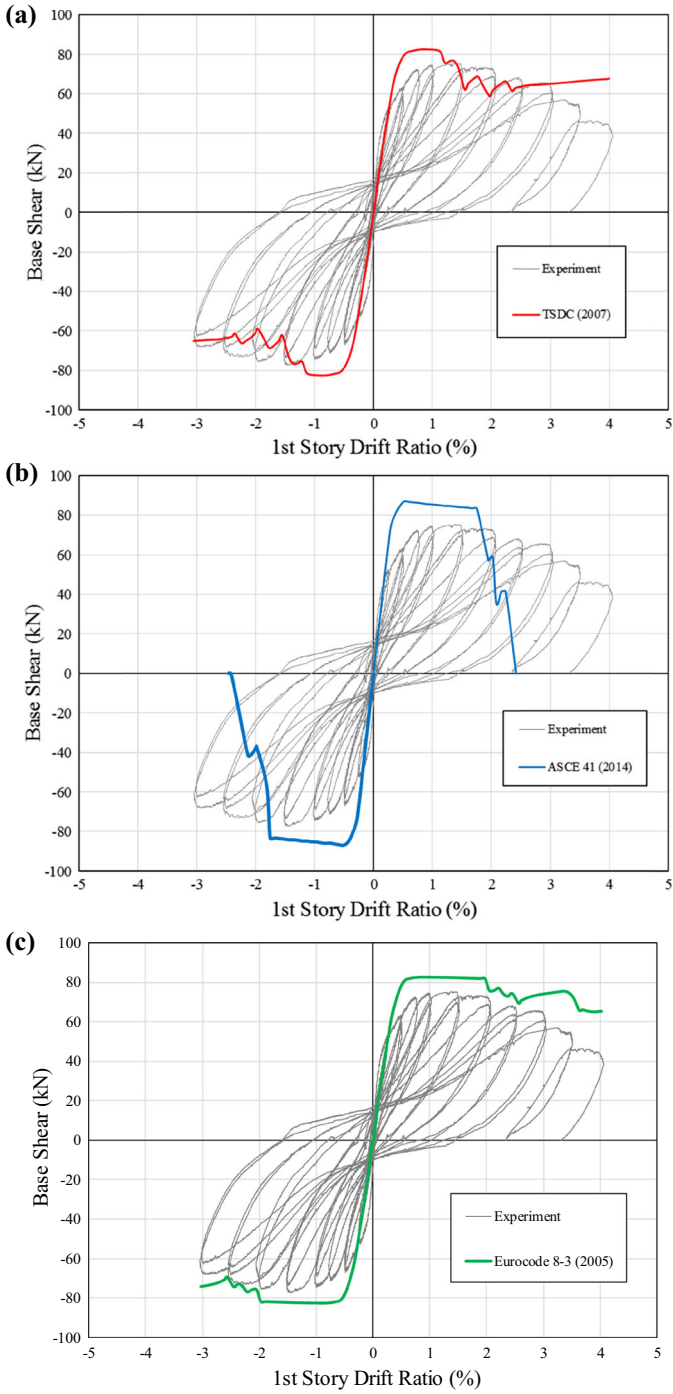 (a)
100
80
60
40
20
0
-20
-40
-60
-80
-100
Base Shear (kN)
Experiment
TSDC (2007)
-5 -4 -3 -2 -1 0 1 2 3 4 5
1st Story Drift Ratio (%)
(b)
100
80
60
40
20
0
-20
-40
-60
-80
-100
Base Shear (kN)
Experiment
ASCE 41 (2014)
-5 -4 -3 -2 -1 0 1 2 3 4 5
1st Story Drift Ratio (%)
(c)
100
80
60
40
20
0
-20
-40
-60
-80
-100
Base Shear (kN)
Experiment
Eurocode 8-3 (2005)
-5 -4 -3 -2 -1 0 1 2 3 4 5
1st Story Drift Ratio (%)